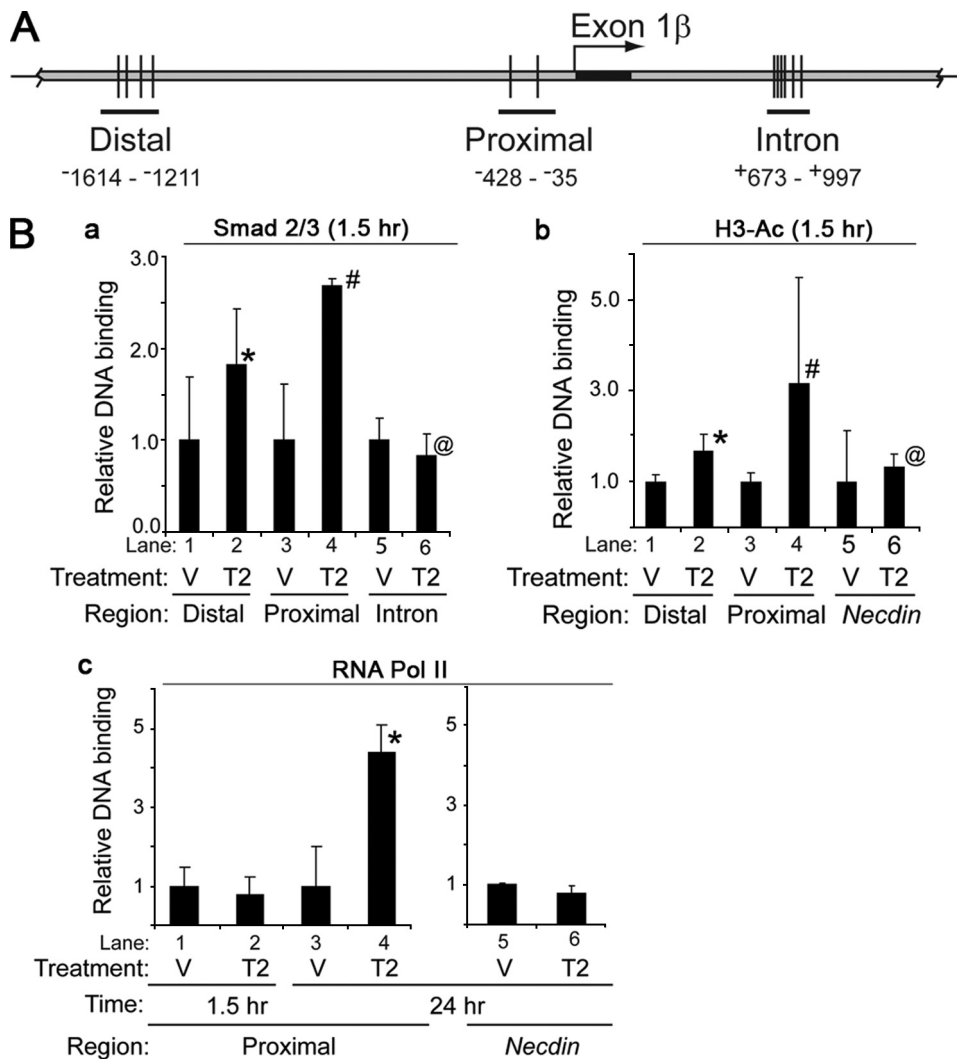 A
Exon 1β
Distal Proximal Intron
-1614 - -1211 -428 - -35 +673 - +997
B
a
Smad 2/3 (1.5 hr)
Relative DNA binding
3.0
2.0
1.0
0.0
* # @
Lane: 1 2 3 4 5 6
Treatment: V T2 V T2 V T2
Region: Distal Proximal Intron
b
H3-Ac (1.5 hr)
Relative DNA binding
5.0
3.0
1.0
* # @
Lane: 1 2 3 4 5 6
Treatment: V T2 V T2 V T2
Region: Distal Proximal Necdin
c
RNA Pol II
Relative DNA binding
5
3
1
*
5
3
1
Lane: 1 2 3 4 5 6
Treatment: V T2 V T2 V T2
Time: 1.5 hr 24 hr
Region: Proximal Necdin